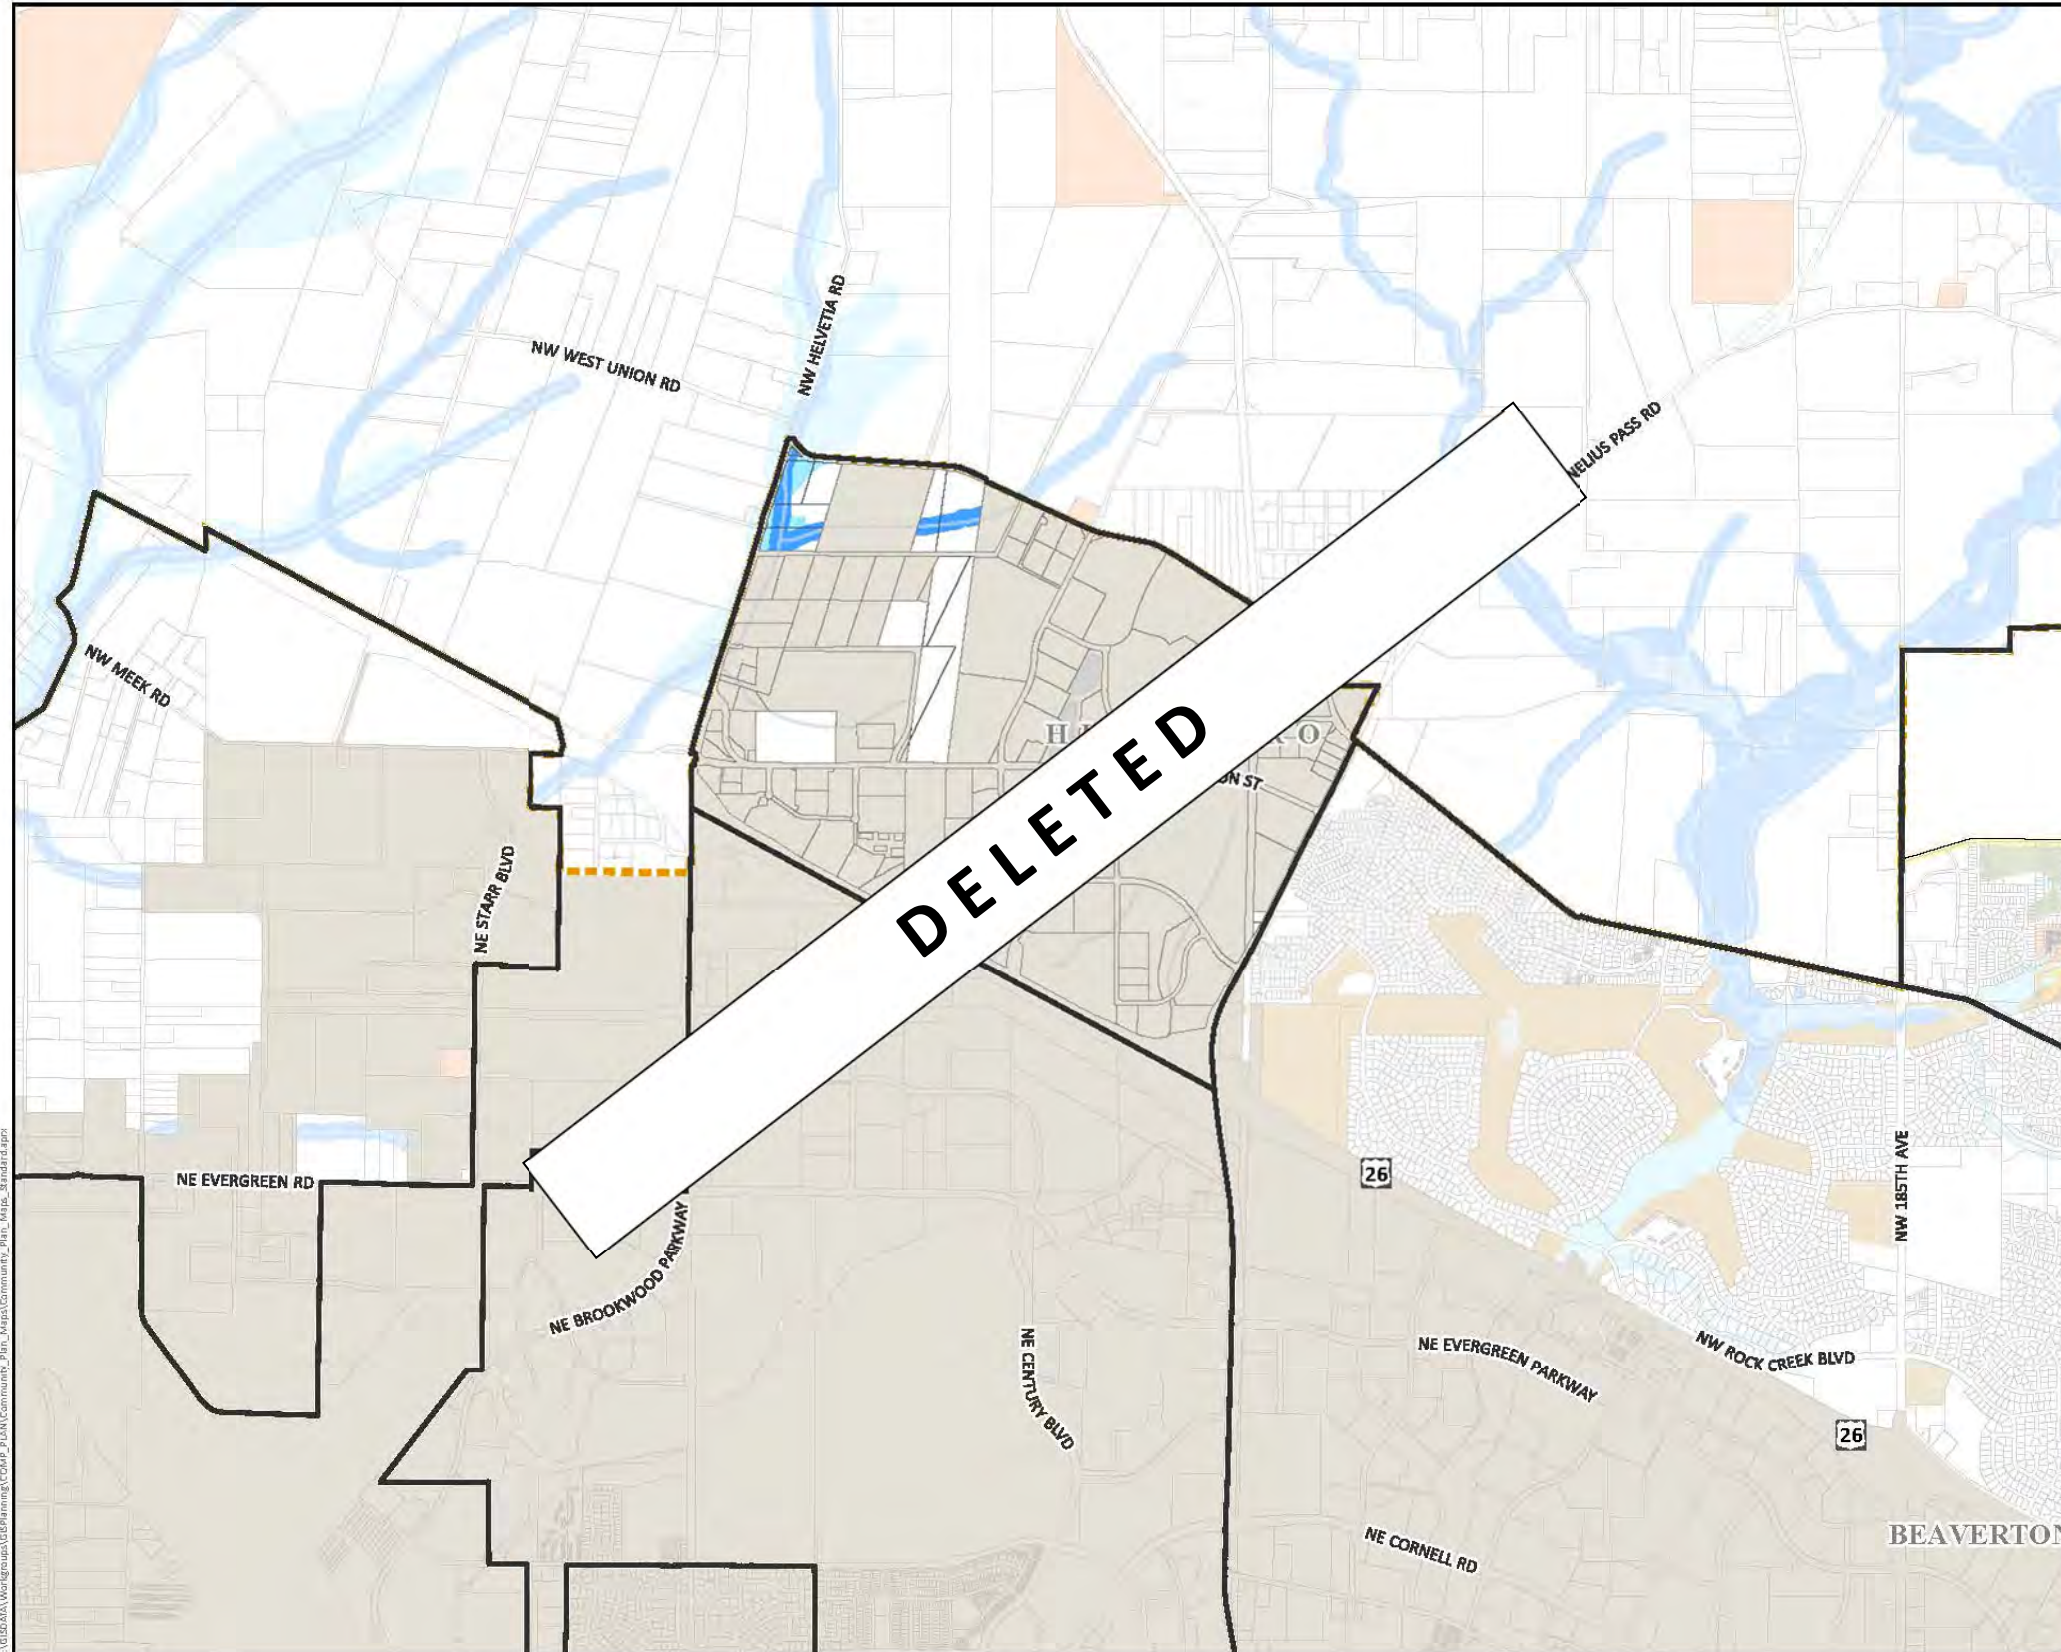 NW HELVETIA RD
NW WEST UNION RD
NELIUS PASS RD
NW MEEK RD
H
O
ON ST
DELETED
NE STARR BLVD
NE EVERGREEN RD
26
NW 185TH AVE
NE BROOKWOOD PARKWAY
NE CENTURY BLVD
NE EVERGREEN PARKWAY
NW ROCK CREEK BLVD
26
NE CORNELL RD
BEAVERTON